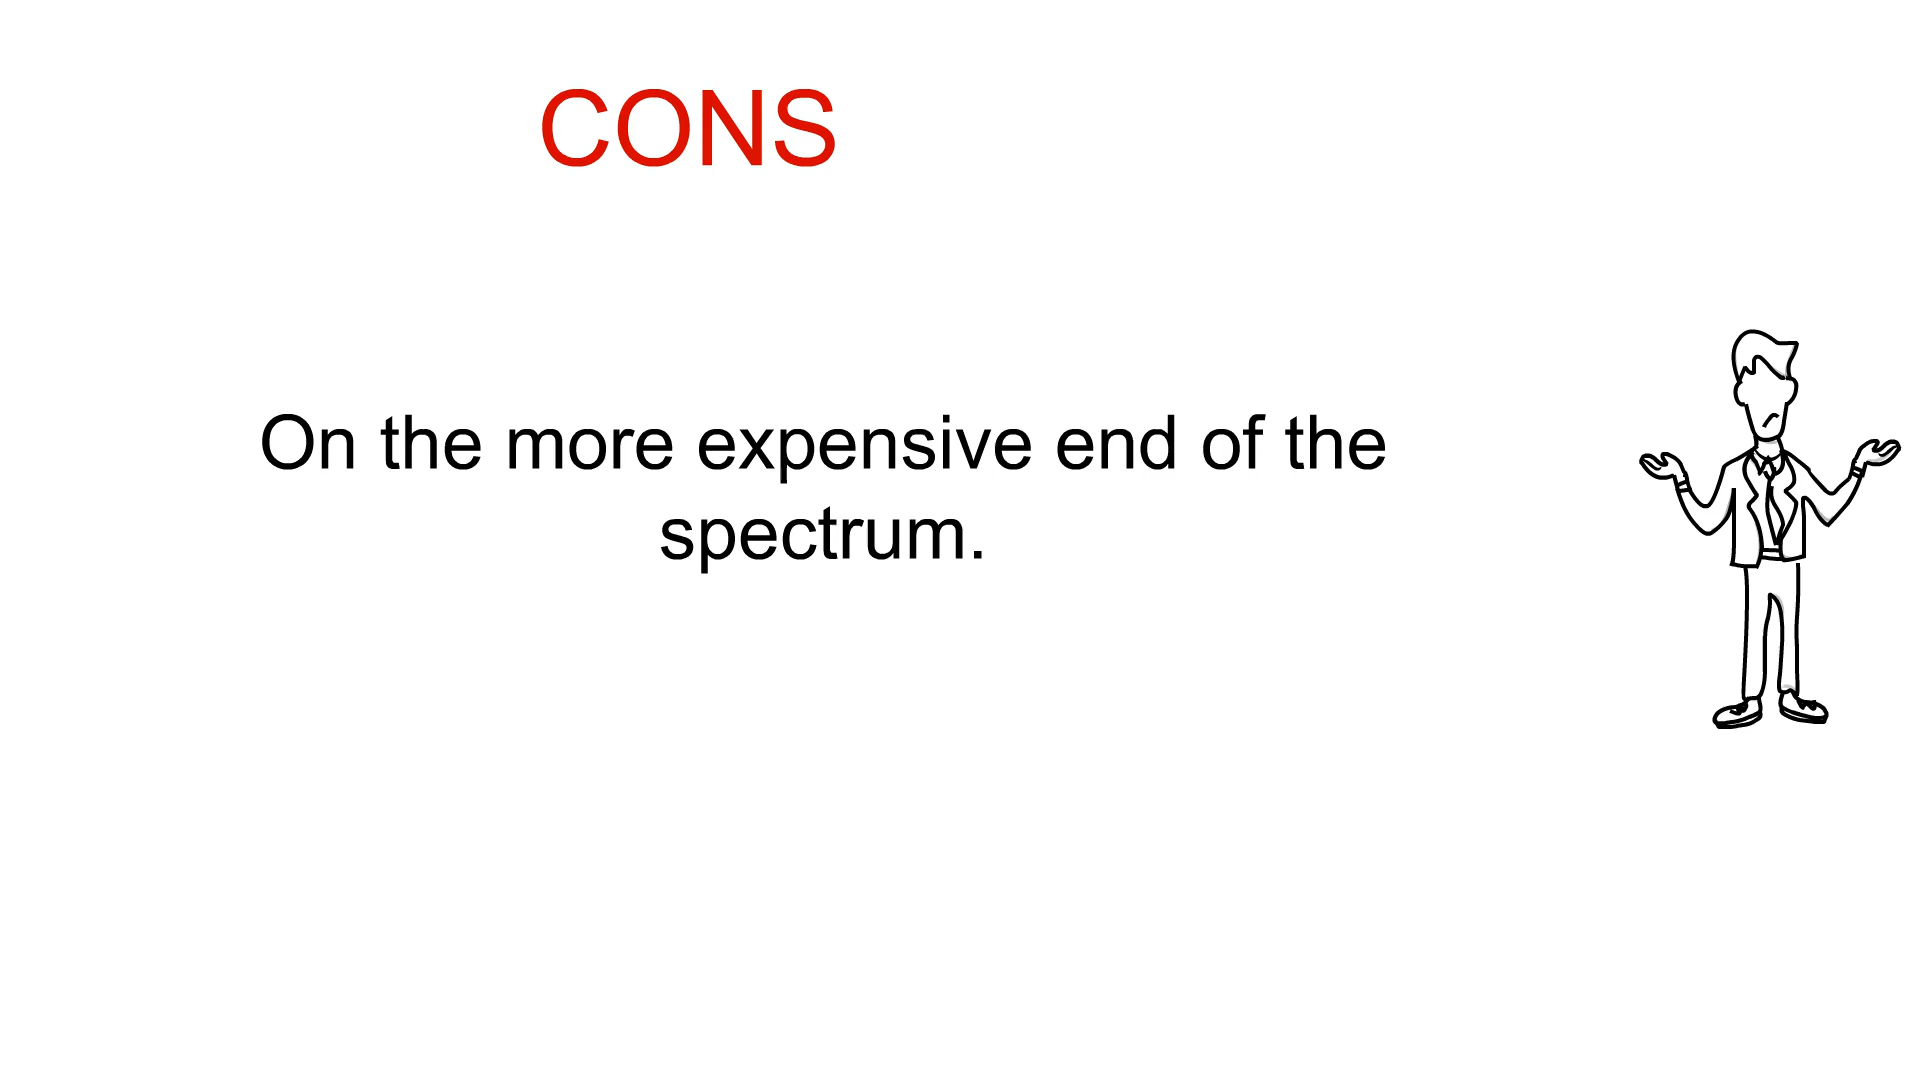 CONS
On the more expensive end of the
spectrum.